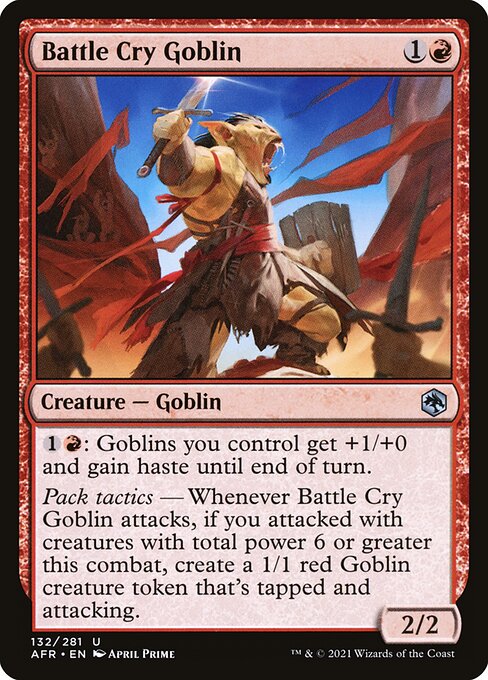 Battle Cry Goblin 1
Creature — Goblin
1: Goblins you control get +1/+0
and gain haste until end of turn.
Pack tactics — Whenever Battle Cry
Goblin attacks, if you attacked with
creatures with total power 6 or greater
this combat, create a 1/1 red Goblin
creature token that's tapped and
attacking.
2/2
132/281 U
AFR • EN April Prime
™ & © 2021 Wizards of the Coast